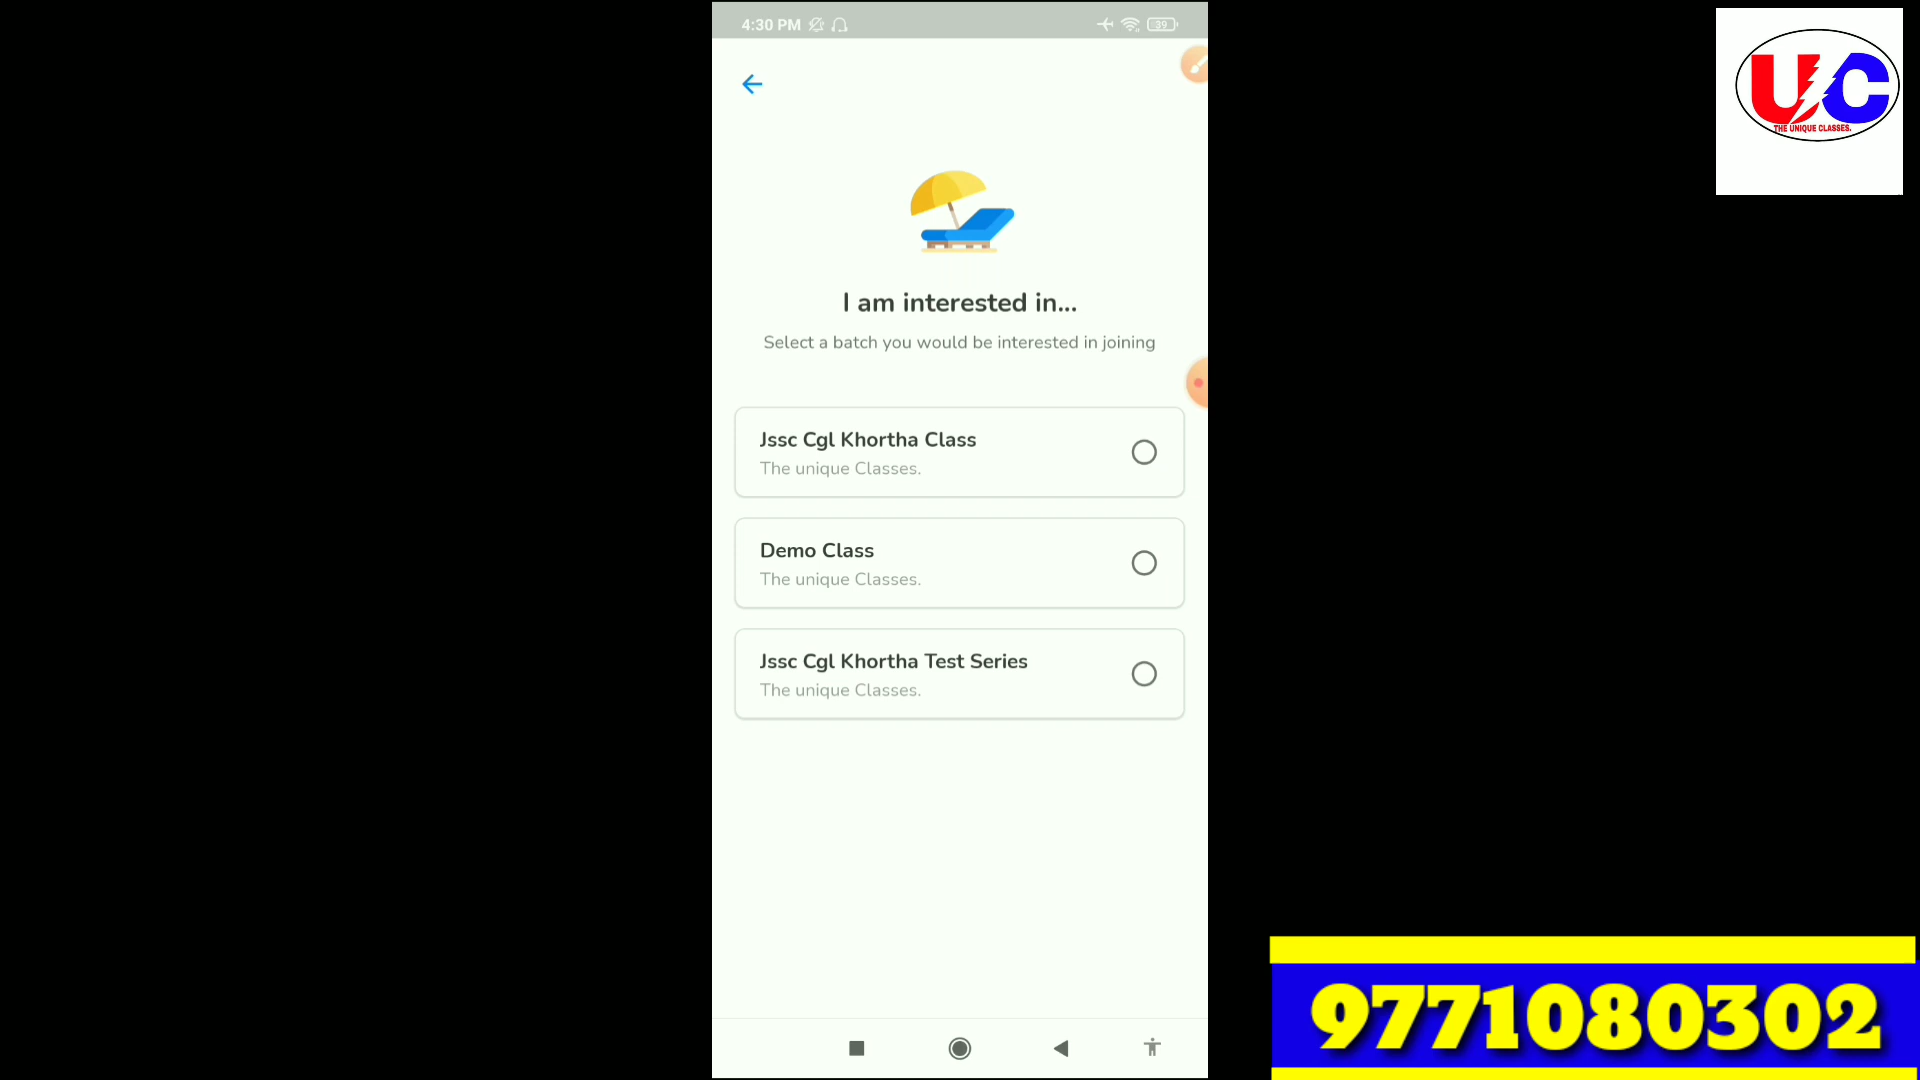 4:30 PM
39
UC
THE UNIQUE CLASSES.
I am interested in...
Select a batch you would be interested in joining
Jssc Cgl Khortha Class
The unique Classes.
Demo Class
The unique Classes.
Jssc Cgl Khortha Test Series
The unique Classes.
9771080302